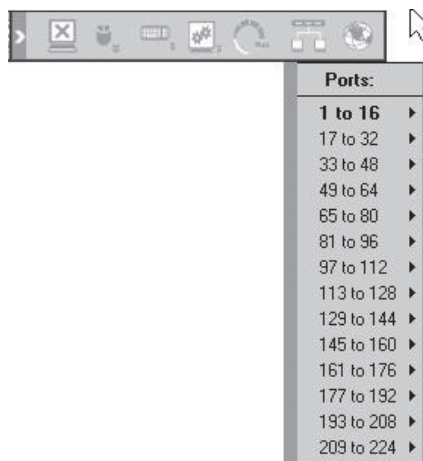 Ports:
1 to 16
17 to 32
33 to 48
49 to 64
65 to 80
81 to 96
97 to 112
113 to 128
129 to 144
145 to 160
161 to 176
177 to 192
193 to 208
209 to 224